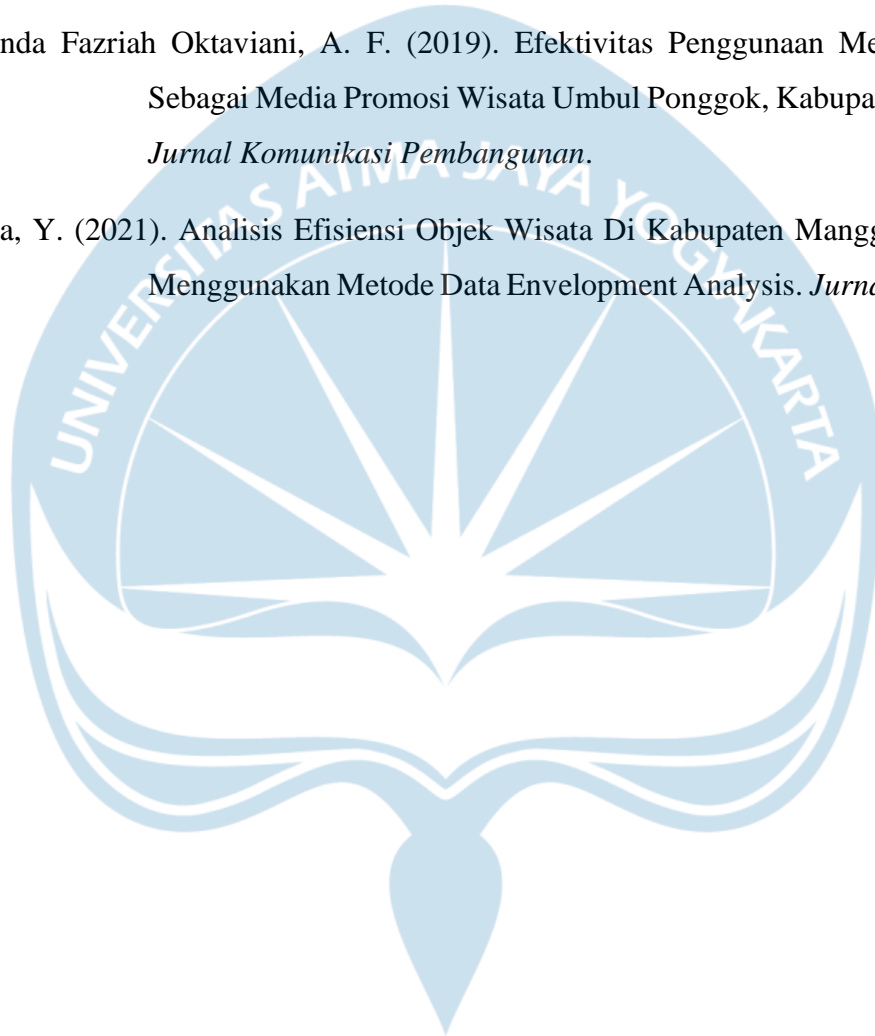 nda Fazriah Oktaviani, A. F. (2019). Efektivitas Penggunaan Me
Sebagai Media Promosi Wisata Umbul Ponggok, Kabupa
Jurnal Komunikasi Pembangunan.
a, Y. (2021). Analisis Efisiensi Objek Wisata Di Kabupaten Mangg
Menggunakan Metode Data Envelopment Analysis. Jurna
UNIVERSITAS ATMA JAYA YOGYAKARTA